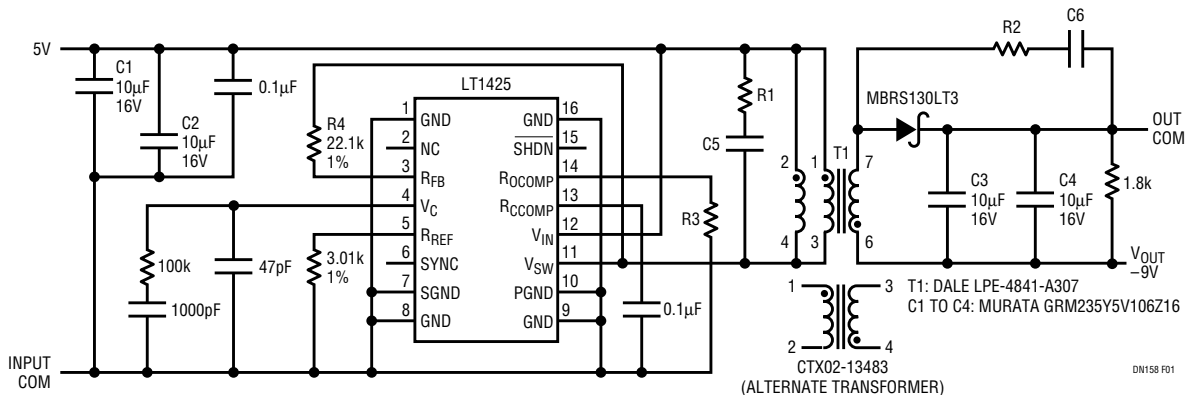 5V
C1
10µF
16V
C2
10µF
16V
0.1µF
R4
22.1k
1%
LT1425
1
GND
2
NC
3
RFB
4
VC
5
RREF
6
SYNC
7
SGND
8
GND
16
GND
15
SHDN
14
ROCOMP
13
RCCOMP
12
VIN
11
VSW
10
PGND
9
GND
100k
1000pF
47pF
3.01k
1%
R3
0.1µF
INPUT
COM
R1
C5
2
4
1
3
T1
7
6
R2
C6
MBRS130LT3
C3
10µF
16V
C4
10µF
16V
1.8k
OUT
COM
VOUT
–9V
T1: DALE LPE-4841-A307
C1 TO C4: MURATA GRM235Y5V106Z16
1
2
3
4
CTX02-13483
(ALTERNATE TRANSFORMER)
DN158 F01